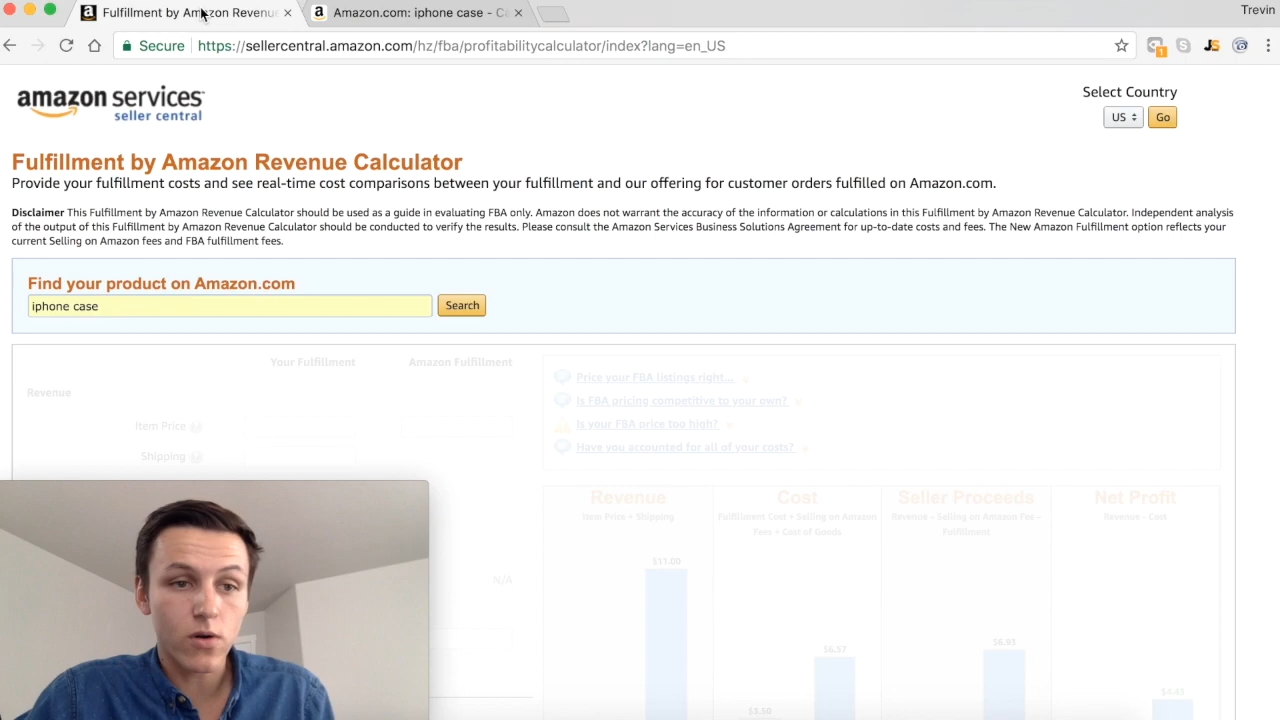 Fulfillment by Amazon Revenue
Amazon.com: iphone case - C
Trevin
Secure
https://sellercentral.amazon.com/hz/fba/profitabilitycalculator/index?lang=en_US
1
JS
amazon services
seller central
Select Country
US
Go
Fulfillment by Amazon Revenue Calculator
Provide your fulfillment costs and see real-time cost comparisons between your fulfillment and our offering for customer orders fulfilled on Amazon.com.
Disclaimer This Fulfillment by Amazon Revenue Calculator should be used as a guide in evaluating FBA only. Amazon does not warrant the accuracy of the information or calculations in this Fulfillment by Amazon Revenue Calculator. Independent analysis
of the output of this Fulfillment by Amazon Revenue Calculator should be conducted to verify the results. Please consult the Amazon Services Business Solutions Agreement for up-to-date costs and fees. The New Amazon Fulfillment option reflects your
current Selling on Amazon fees and FBA fulfillment fees.
Find your product on Amazon.com
iphone case
Search
Your Fulfillment
Amazon Fulfillment
Revenue
Item Price
Shipping
N/A
Price your FBA listings right...
Is FBA pricing competitive to your own?
Is your FBA price too high?
Have you accounted for all of your costs?
Revenue
Item Price + Shipping
$11.00
Cost
Fulfillment Cost + Selling on Amazon
Fees + Cost of Goods
$6.57
$3.50
Seller Proceeds
Revenue - Selling on Amazon Fee -
Fulfillment
$6.93
Net Profit
Revenue - Cost
$4.43